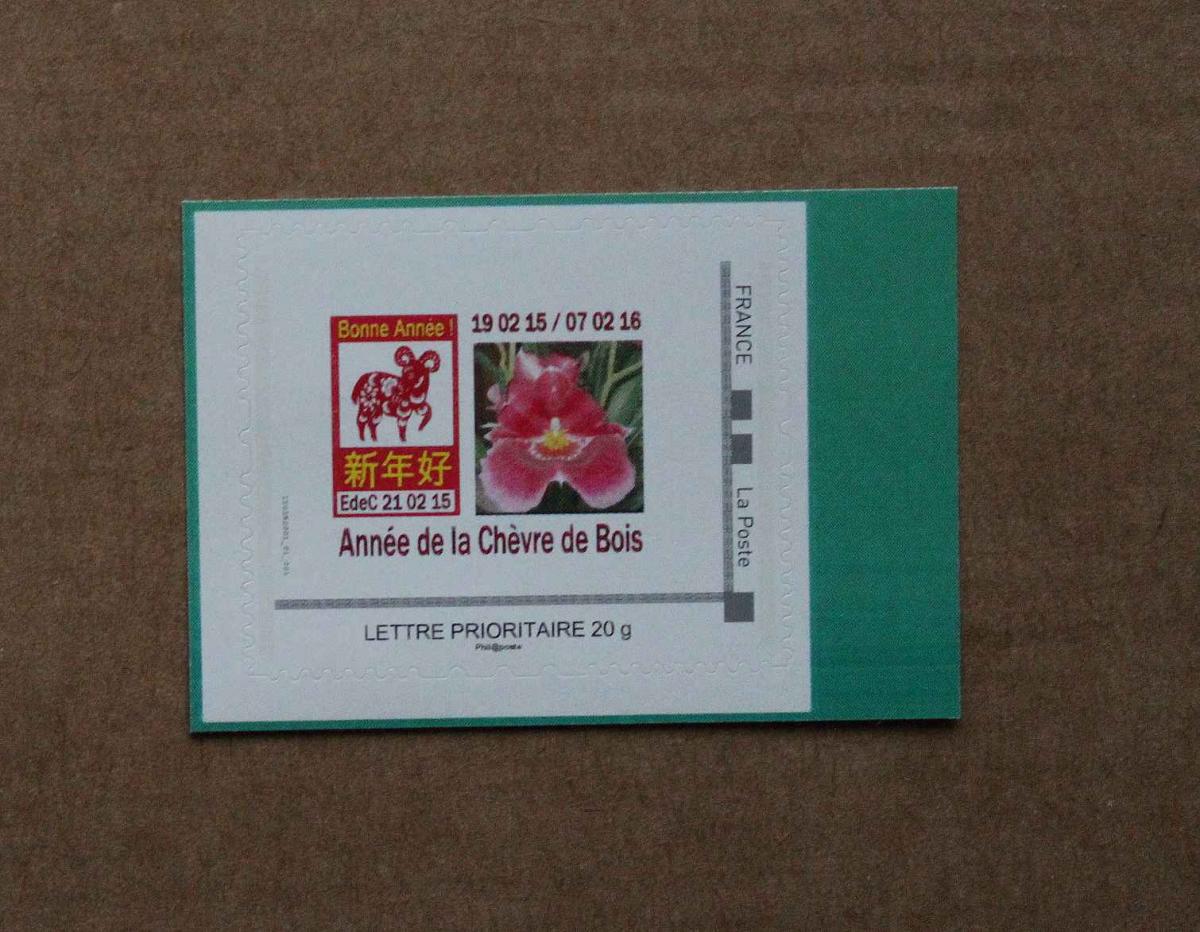 Bonne Année !
新年好
EdeC 21 02 15
19 02 15 / 07 02 16
Année de la Chèvre de Bois
FRANCE
La Poste
LETTRE PRIORITAIRE 20 g
Phil@poste